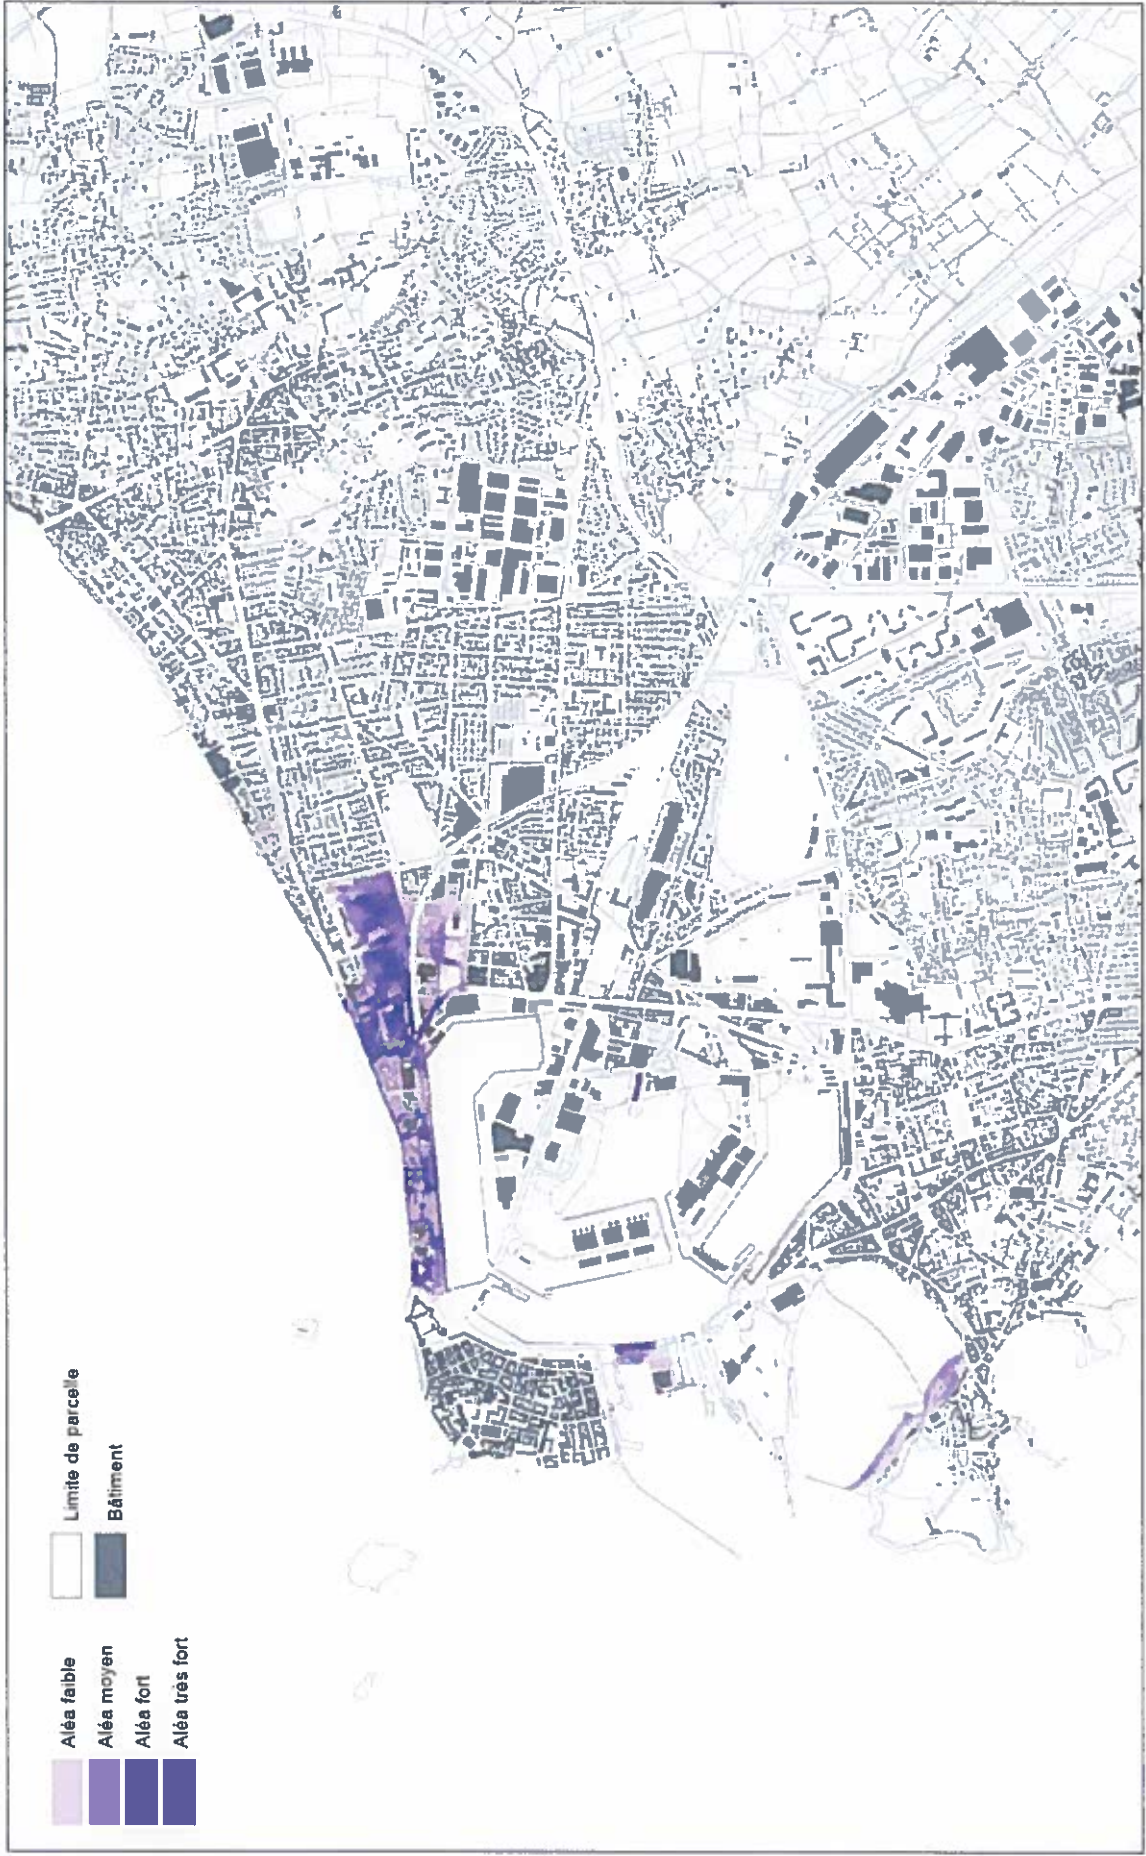 Aléa faible
Aléa moyen
Aléa fort
Aléa très fort
Limite de parcelle
Bâtiment